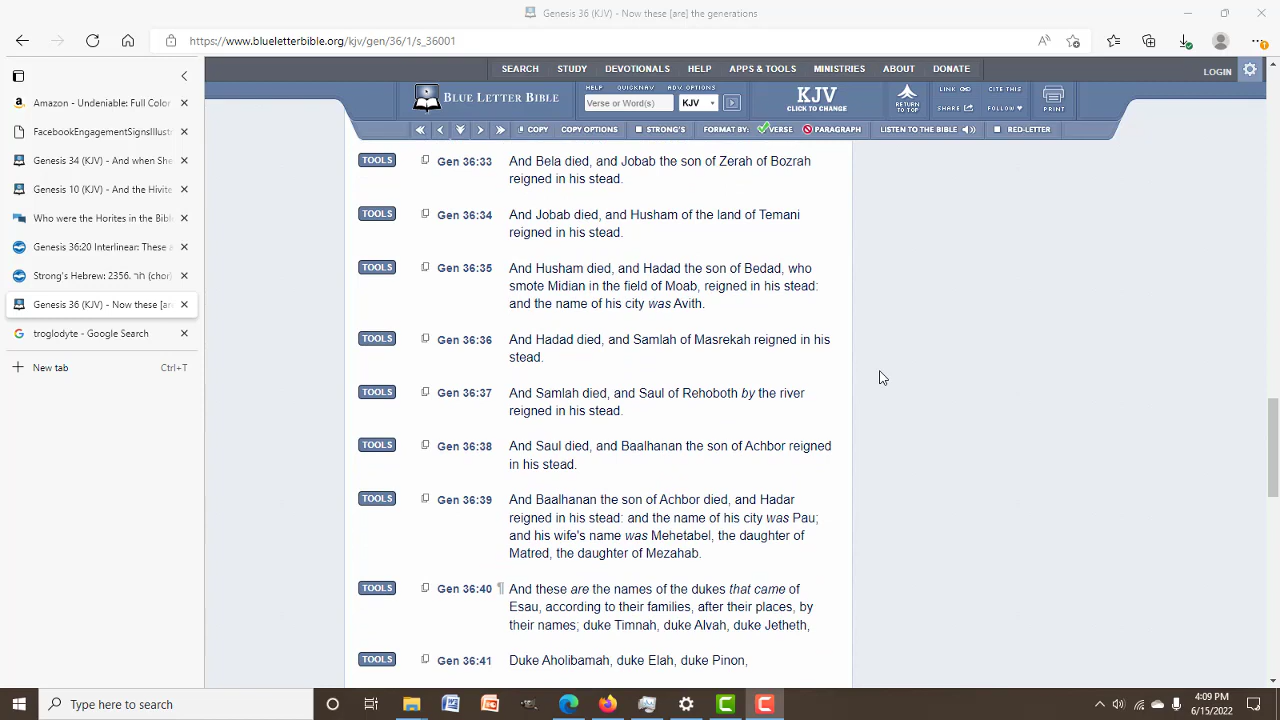 Genesis 36 (KJV) - Now these [are] the generations
https://www.blueletterbible.org/kjv/gen/36/1/s_36001
Amazon - Undeniable: Full Color
FacebookEngagementSignsIllust
Genesis 34 (KJV) - And when She
Genesis 10 (KJV) - And the Hivite
Who were the Horites in the Bibl
Genesis 36:20 Interlinear: These a
Strong's Hebrew: 2356. חֹר (chor)
Genesis 36 (KJV) - Now these [are
troglodyte - Google Search
New tab Ctrl+T
SEARCH STUDY DEVOTIONALS HELP APPS & TOOLS MINISTRIES ABOUT DONATE LOGIN
BLUE LETTER BIBLE
HELP QUICKNAV ADV. OPTIONS
Verse or Word(s) KJV
KJV
CLICK TO CHANGE
RETURN TO TOP
LINK CITE THIS
SHARE FOLLOW
PRINT
COPY COPY OPTIONS STRONG'S FORMAT BY: VERSE PARAGRAPH LISTEN TO THE BIBLE RED-LETTER
TOOLS Gen 36:33 And Bela died, and Jobab the son of Zerah of Bozrah
reigned in his stead.
TOOLS Gen 36:34 And Jobab died, and Husham of the land of Temani
reigned in his stead.
TOOLS Gen 36:35 And Husham died, and Hadad the son of Bedad, who
smote Midian in the field of Moab, reigned in his stead:
and the name of his city was Avith.
TOOLS Gen 36:36 And Hadad died, and Samlah of Masrekah reigned in his
stead.
TOOLS Gen 36:37 And Samlah died, and Saul of Rehoboth by the river
reigned in his stead.
TOOLS Gen 36:38 And Saul died, and Baalhanan the son of Achbor reigned
in his stead.
TOOLS Gen 36:39 And Baalhanan the son of Achbor died, and Hadar
reigned in his stead: and the name of his city was Pau;
and his wife's name was Mehetabel, the daughter of
Matred, the daughter of Mezahab.
TOOLS Gen 36:40 ¶ And these are the names of the dukes that came of
Esau, according to their families, after their places, by
their names; duke Timnah, duke Alvah, duke Jetheth,
TOOLS Gen 36:41 Duke Aholibamah, duke Elah, duke Pinon,
Type here to search
4:09 PM
6/15/2022